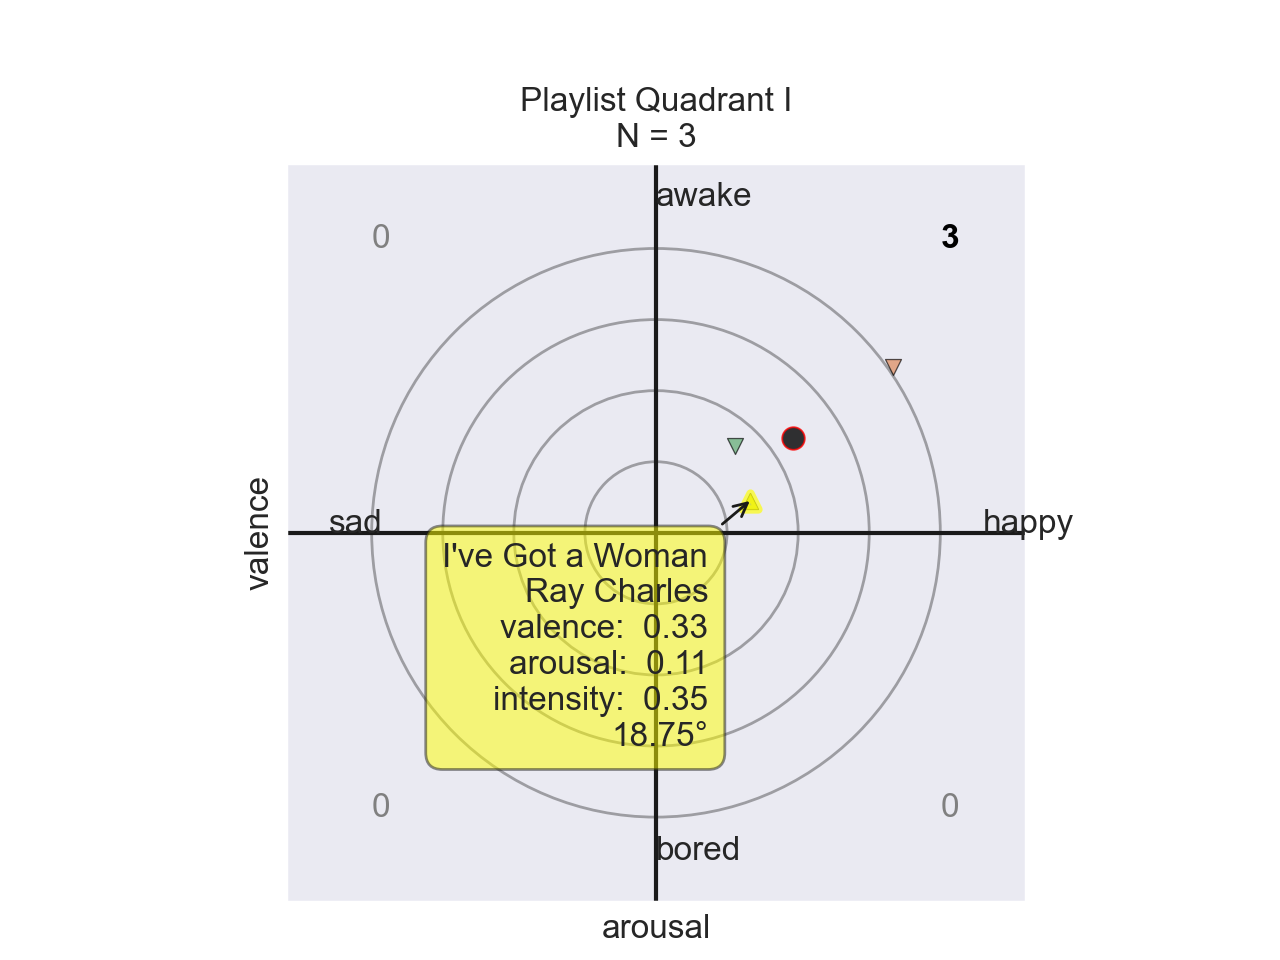 Playlist Quadrant I
N = 3
awake
0
3
valence
sad
happy
I've Got a Woman
Ray Charles
valence:  0.33
arousal:  0.11
intensity:  0.35
18.75°
0
0
bored
arousal